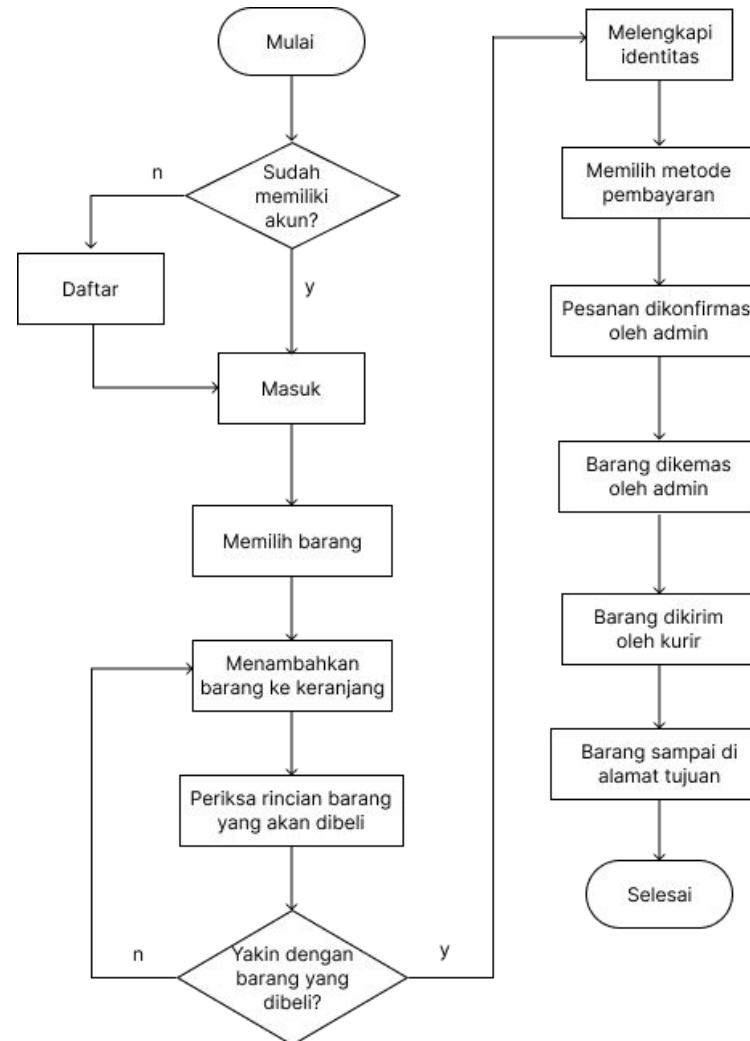 Mulai
Sudah
memiliki
akun?
n
y
Daftar
Masuk
Memilih barang
Menambahkan
barang ke keranjang
Periksa rincian barang
yang akan dibeli
Yakin dengan
barang yang
dibeli?
n
y
Melengkapi
identitas
Memilih metode
pembayaran
Pesanan dikonfirmas
oleh admin
Barang dikemas
oleh admin
Barang dikirim
oleh kurir
Barang sampai di
alamat tujuan
Selesai